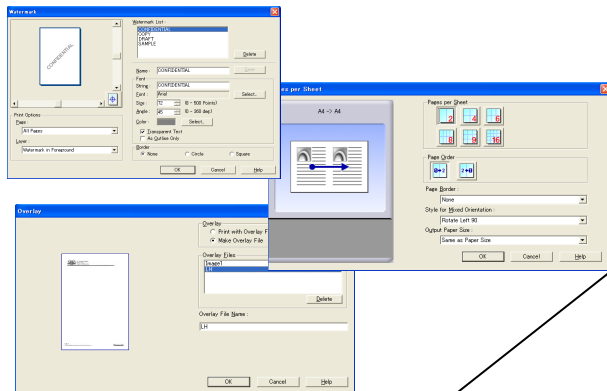 Watermark
CONFIDENTIAL
Print Options
Page :
All Pages
Layer :
Watermark in Foreground
Watermark List :
CONFIDENTIAL
COPY
DRAFT
SAMPLE
Delete
Name : CONFIDENTIAL
Font
String : CONFIDENTIAL
Font : Arial Select...
Size : 72 (6 - 500 Points)
Angle : 45 (0 - 360 deg)
Color : Select...
Transparent Text
As Outline Only
Border
None Circle Square
OK Cancel Help
es per Sheet
A4 -> A4
Pages per Sheet
2 4 6
8 9 16
Page Order
Page Border :
None
Style for Mixed Orientation :
Rotate Left 90
Output Paper Size :
Same as Paper Size
OK Cancel Help
Overlay
Overlay
Print with Overlay F
Make Overlay File
Overlay Files
Image1
LH
Delete
Overlay File Name :
LH
OK Cancel Help